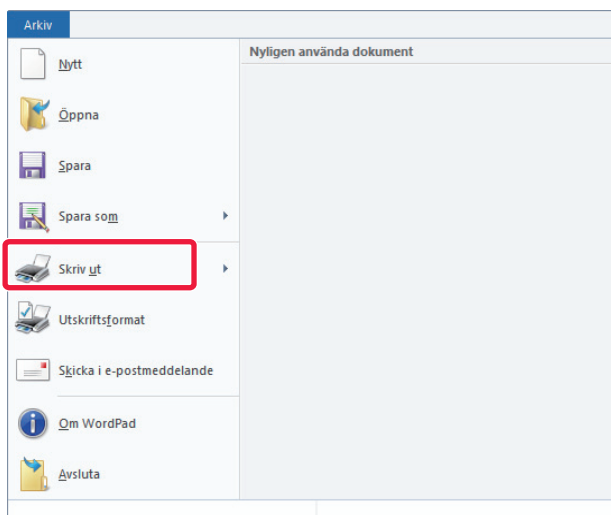 Arkiv
Nyligen använda dokument
Nytt
Öppna
Spara
Spara som
Skriv ut
Utskriftsformat
Skicka i e-postmeddelande
Om WordPad
Avsluta